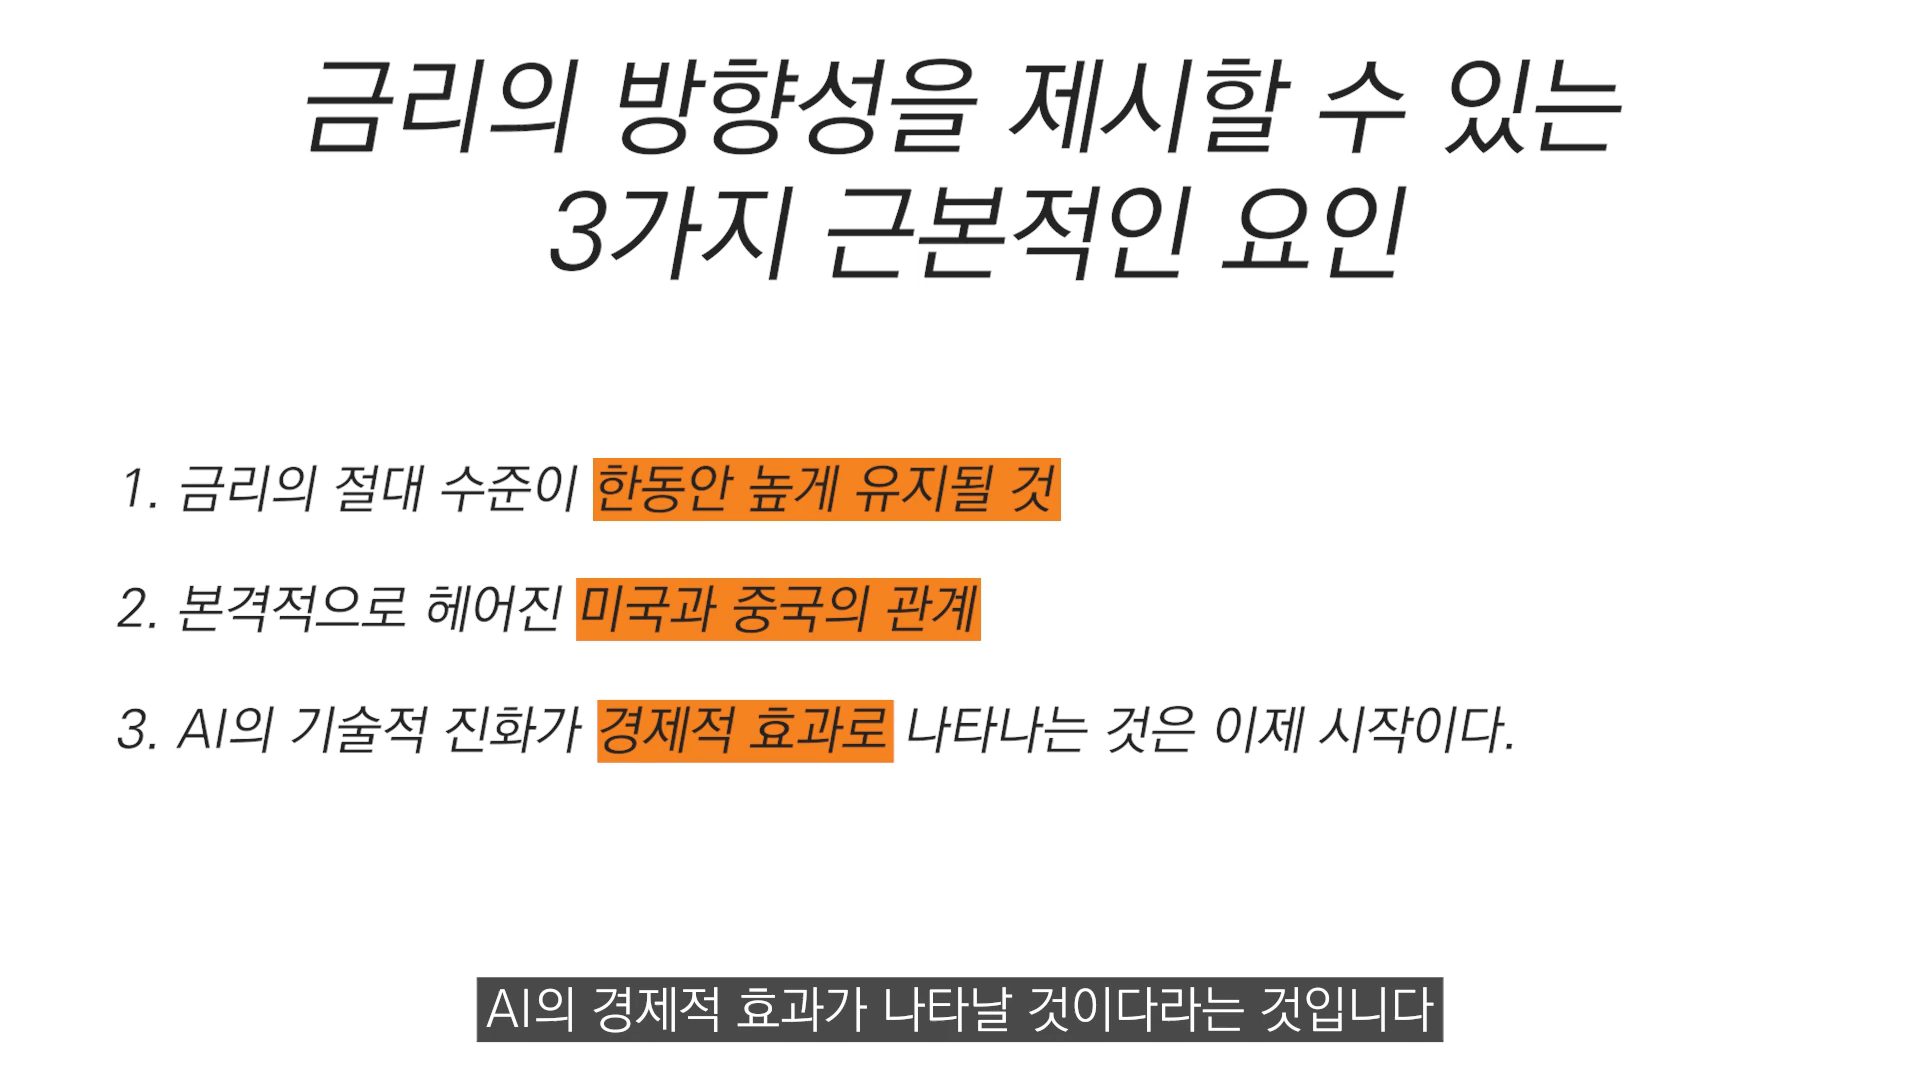 금리의 방향성을 제시할 수 있는
3가지 근본적인 요인
1. 금리의 절대 수준이 한동안 높게 유지될 것
2. 본격적으로 헤어진 미국과 중국의 관계
3. AI의 기술적 진화가 경제적 효과로 나타나는 것은 이제 시작이다.
AI의 경제적 효과가 나타날 것이다라는 것입니다